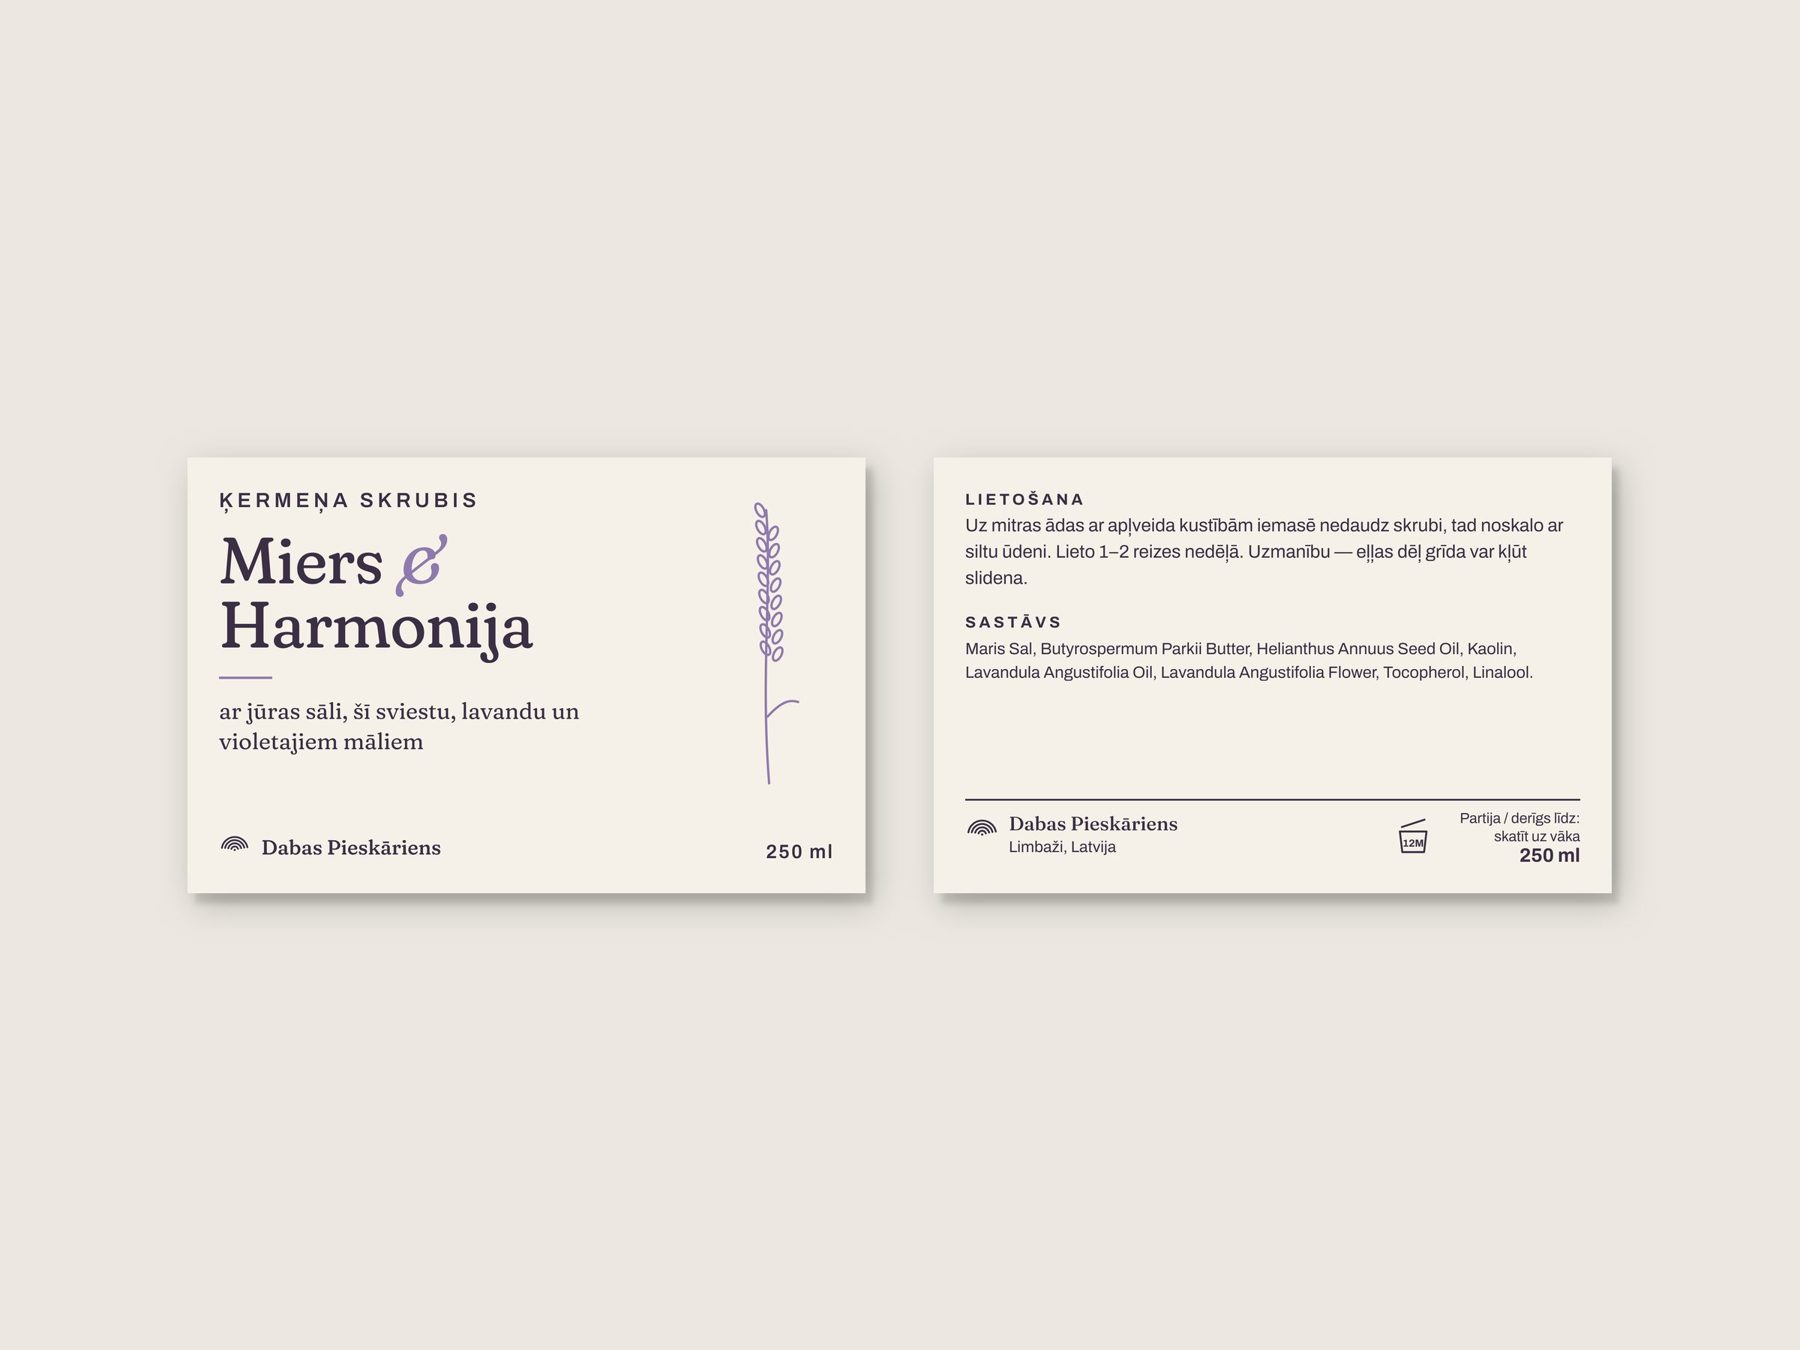 ĶERMEŅA SKRUBIS
Miers &
Harmonija
ar jūras sāli, šī sviestu, lavandu un
violetajiem māliem
Dabas Pieskāriens
250 ml
LIETOŠANA
Uz mitras ādas ar apļveida kustībām iemasē nedaudz skrubi, tad noskalo ar
siltu ūdeni. Lieto 1–2 reizes nedēļā. Uzmanību — eļļas dēļ grīda var kļūt
slidena.
SASTĀVS
Maris Sal, Butyrospermum Parkii Butter, Helianthus Annuus Seed Oil, Kaolin,
Lavandula Angustifolia Oil, Lavandula Angustifolia Flower, Tocopherol, Linalool.
Dabas Pieskāriens
Limbaži, Latvija
12M
Partija / derīgs līdz:
skatīt uz vāka
250 ml